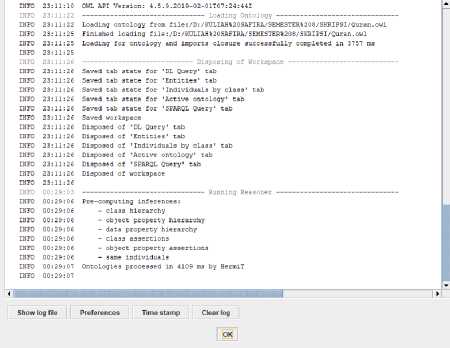 INFO 23:11:10 OWL API Version: 4.5.9.2019-02-01T07:24:44Z
INFO 23:11:22 ------------------------------- Loading Ontology -------------------------------
INFO 23:11:22 Loading ontology from file:/D:/KULIAH%20SAFIRA/SEMESTER%208/SKRIPSI/Quran.owl
INFO 23:11:25 Finished loading file:/D:/KULIAH%20SAFIRA/SEMESTER%208/SKRIPSI/Quran.owl
INFO 23:11:25 Loading for ontology and imports closure successfully completed in 3757 ms
INFO 23:11:25
INFO 23:11:26 ---------------------------- Disposing of Workspace ----------------------------
INFO 23:11:26 Saved tab state for 'DL Query' tab
INFO 23:11:26 Saved tab state for 'Entities' tab
INFO 23:11:26 Saved tab state for 'Individuals by class' tab
INFO 23:11:26 Saved tab state for 'Active ontology' tab
INFO 23:11:26 Saved tab state for 'SPARQL Query' tab
INFO 23:11:26 Saved workspace
INFO 23:11:26 Disposed of 'DL Query' tab
INFO 23:11:26 Disposed of 'Entities' tab
INFO 23:11:26 Disposed of 'Individuals by class' tab
INFO 23:11:26 Disposed of 'Active ontology' tab
INFO 23:11:26 Disposed of 'SPARQL Query' tab
INFO 23:11:26 Disposed of workspace
INFO 23:11:26
INFO 00:29:03 ------------------------------- Running Reasoner -------------------------------
INFO 00:29:06 Pre-computing inferences:
INFO 00:29:06 - class hierarchy
INFO 00:29:06 - object property hierarchy
INFO 00:29:06 - data property hierarchy
INFO 00:29:06 - class assertions
INFO 00:29:06 - object property assertions
INFO 00:29:06 - same individuals
INFO 00:29:07 Ontologies processed in 4109 ms by HermiT
INFO 00:29:07
Show log file Preferences Time stamp Clear log
OK